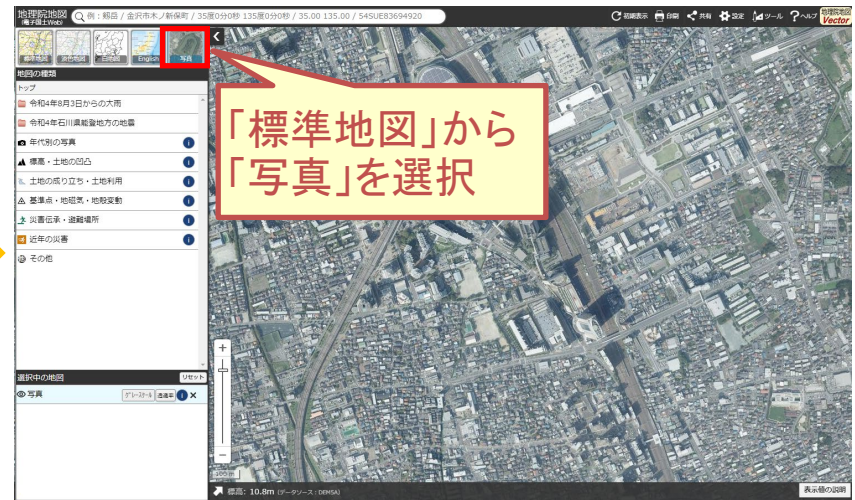 地理院地図
(電子国土Web)
例：剱岳 / 金沢市木ノ新保町 / 35度0分0秒 135度0分0秒 / 35.00 135.00 / 54SUE83694920
初期表示
印刷
共有
設定
ツール
ヘルプ
地理院地図
Vector
標準地図
淡色地図
白地図
English
写真
地図の種類
トップ
令和4年8月3日からの大雨
令和4年石川県能登地方の地震
年代別の写真
標高・土地の凹凸
土地の成り立ち・土地利用
基準点・地磁気・地殻変動
災害伝承・避難場所
近年の災害
その他
「標準地図」から
「写真」を選択
選択中の地図
リセット
写真
グレースケール
透過率
100 m
標高: 10.8m (データソース：DEM5A)
表示値の説明